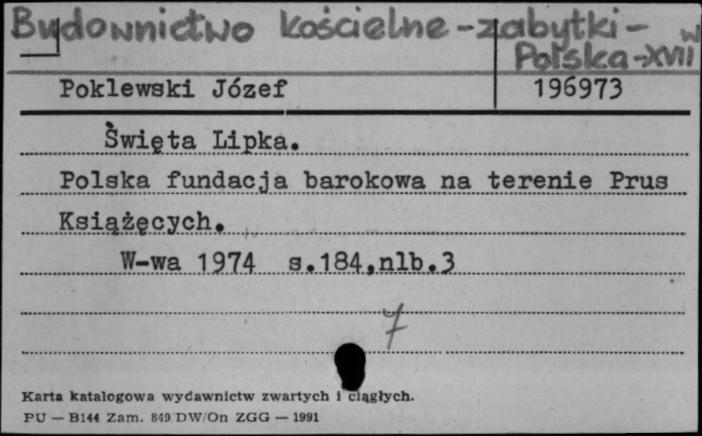 Budownictwo kościelne-zabytki- w
Polska-XVII
Poklewski Józef 196973
Święta Lipka.
Polska fundacja barokowa na terenie Prus
Książęcych.
W-wa 1974 s.184,nlb.3
7
Karta katalogowa wydawnictw zwartych i ciągłych.
PU — B144 Zam. 849 DW/On ZGG — 1991